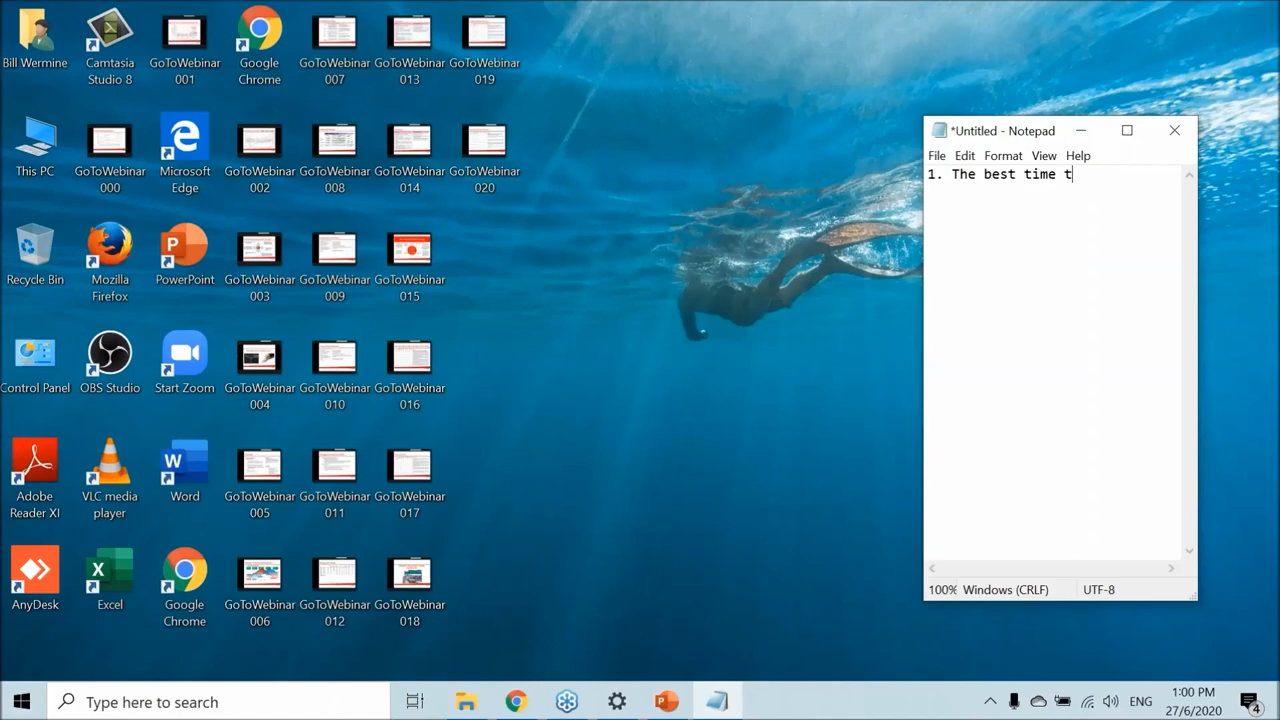 Bill Wermine
Camtasia Studio 8
GoToWebinar 001
Google Chrome
GoToWebinar 007
GoToWebinar 013
GoToWebinar 019
This PC
GoToWebinar 000
Microsoft Edge
GoToWebinar 002
GoToWebinar 008
GoToWebinar 014
GoToWebinar 020
Recycle Bin
Mozilla Firefox
PowerPoint
GoToWebinar 003
GoToWebinar 009
GoToWebinar 015
Control Panel
OBS Studio
Start Zoom
GoToWebinar 004
GoToWebinar 010
GoToWebinar 016
Adobe Reader XI
VLC media player
Word
GoToWebinar 005
GoToWebinar 011
GoToWebinar 017
AnyDesk
Excel
Google Chrome
GoToWebinar 006
GoToWebinar 012
GoToWebinar 018
*Untitled - Notepad
File Edit Format View Help
1. The best time t
100% Windows (CRLF) UTF-8
Type here to search
ENG
1:00 PM
27/6/2020
4